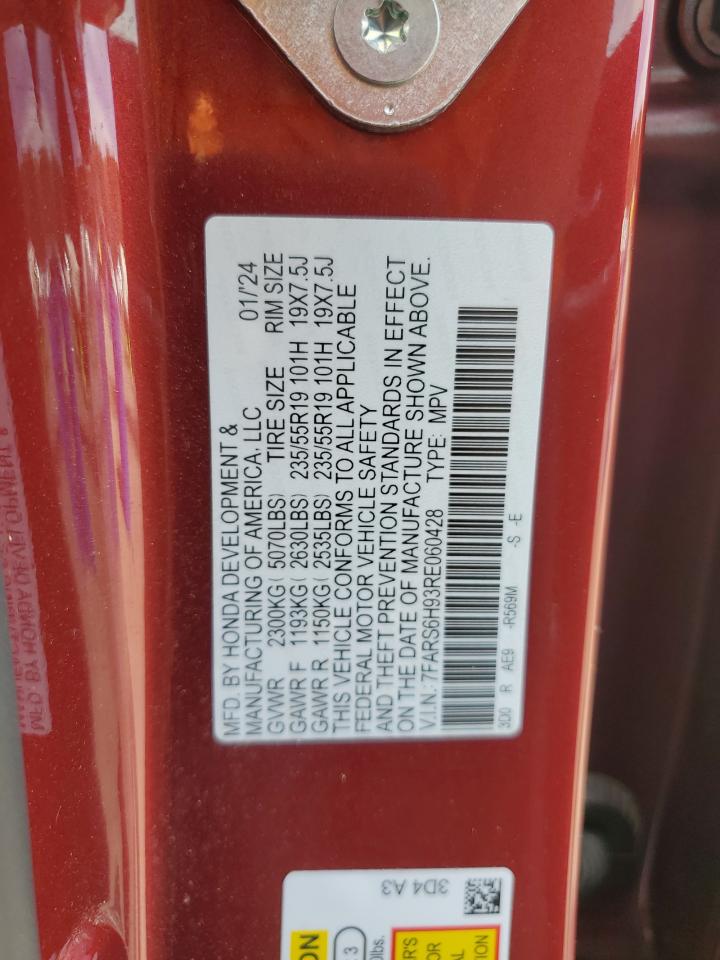 MFD. BY HONDA DEVELOPMENT &
MANUFACTURING OF AMERICA, LLC 01/'24
GVWR 2300KG( 5070LBS) TIRE SIZE RIM SIZE
GAWR F 1193KG( 2630LBS) 235/55R19 101H 19X7.5J
GAWR R 1150KG( 2535LBS) 235/55R19 101H 19X7.5J
THIS VEHICLE CONFORMS TO ALL APPLICABLE
FEDERAL MOTOR VEHICLE SAFETY
AND THEFT PREVENTION STANDARDS IN EFFECT
ON THE DATE OF MANUFACTURE SHOWN ABOVE.
V.I.N.: 7FARS6H93RE060428 TYPE: MPV
3D0 R AE9 -R569M -S -E
3D4 A3